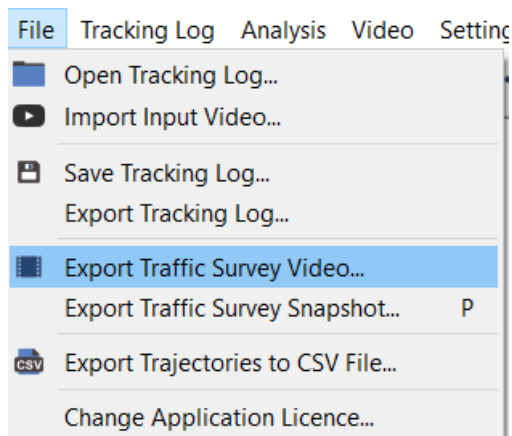 File Tracking Log Analysis Video Setting
Open Tracking Log...
Import Input Video...
Save Tracking Log...
Export Tracking Log...
Export Traffic Survey Video...
Export Traffic Survey Snapshot... P
CSV Export Trajectories to CSV File...
Change Application Licence...